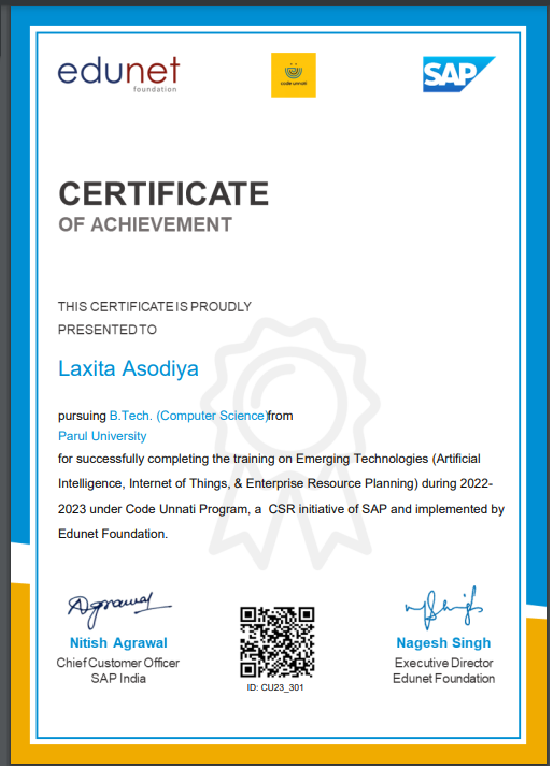 edunet
foundation
code unnati
SAP
CERTIFICATE
OF ACHIEVEMENT
THIS CERTIFICATE IS PROUDLY
PRESENTED TO
Laxita Asodiya
pursuing B.Tech. (Computer Science)from
Parul University
for successfully completing the training on Emerging Technologies (Artificial
Intelligence, Internet of Things, & Enterprise Resource Planning) during 2022-
2023 under Code Unnati Program, a CSR initiative of SAP and implemented by
Edunet Foundation.
Agrawal
Nitish Agrawal
Chief Customer Officer
SAP India
ID: CU23_301
Nagesh Singh
Executive Director
Edunet Foundation